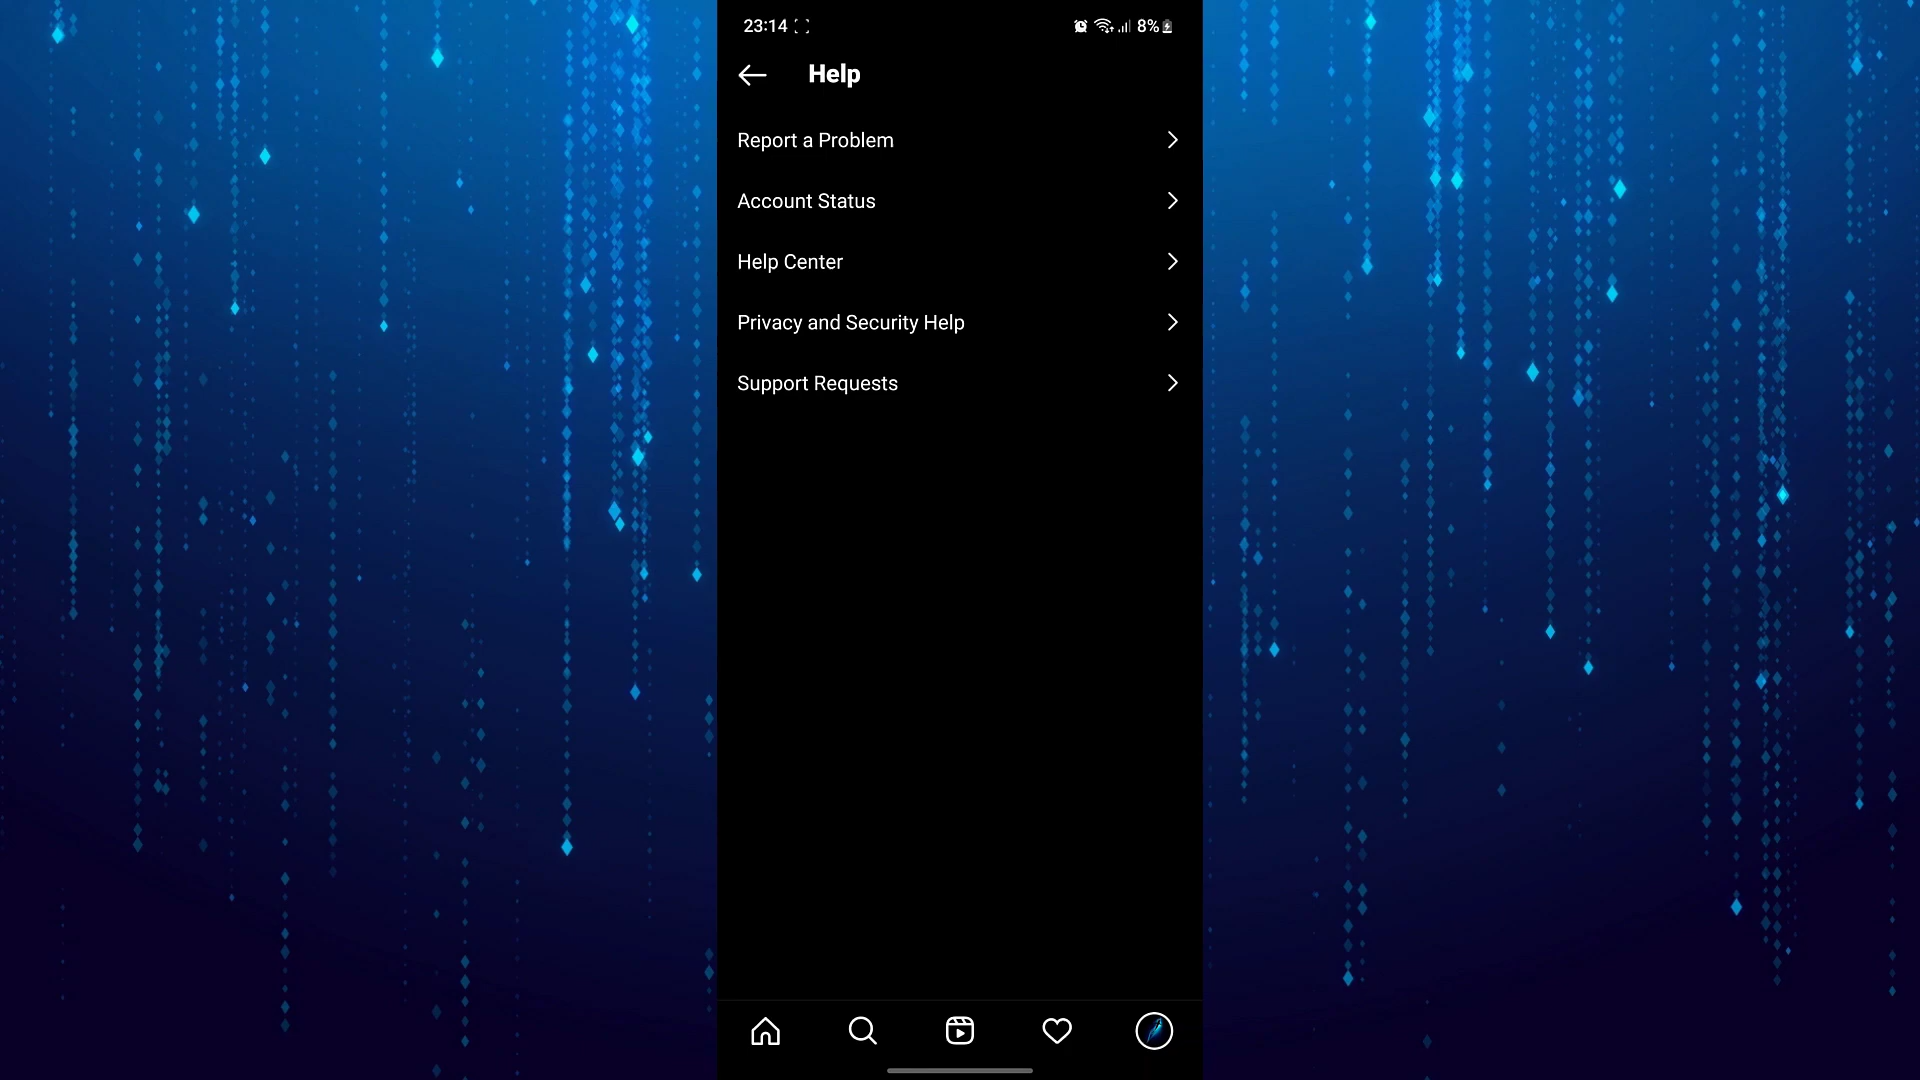 23:14 8%
Help
Report a Problem
Account Status
Help Center
Privacy and Security Help
Support Requests